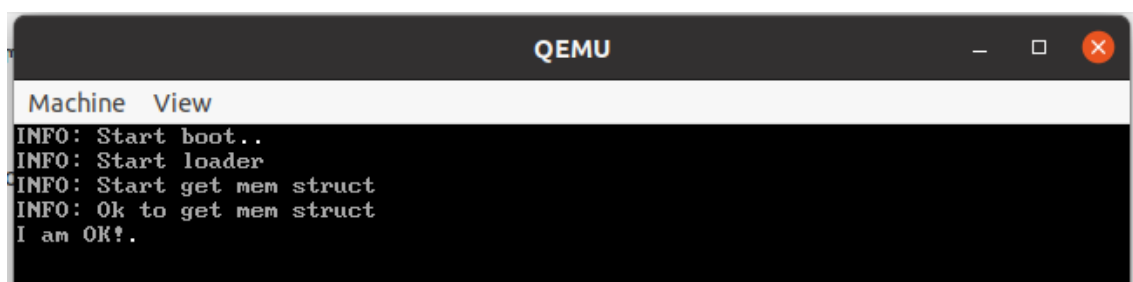 QEMU
Machine View
INFO: Start boot..
INFO: Start loader
INFO: Start get mem struct
INFO: Ok to get mem struct
I am OK!.